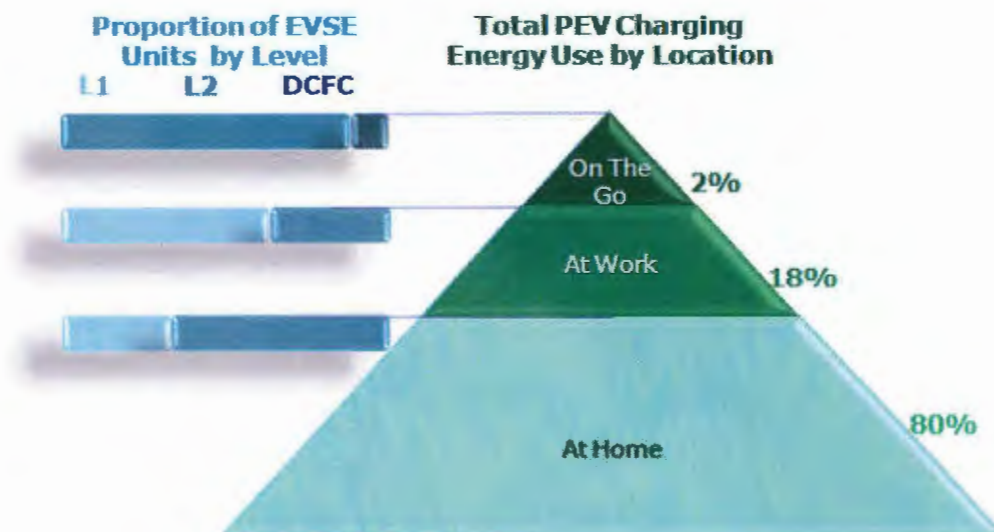 Proportion of EVSE
Units by Level
L1 L2 DCFC
Total PEV Charging
Energy Use by Location
On The
Go
2%
At Work
18%
At Home
80%